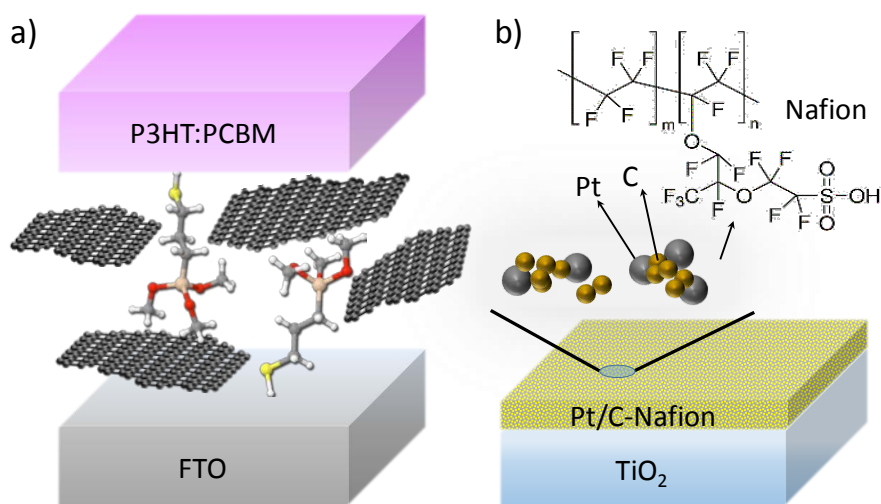 a)
P3HT:PCBM
FTO
b)
F F F F
F F F
m n
Nafion
O
F F F
F
F₃C O
F F F
S
O
O
OH
Pt
C
Pt/C-Nafion
TiO₂